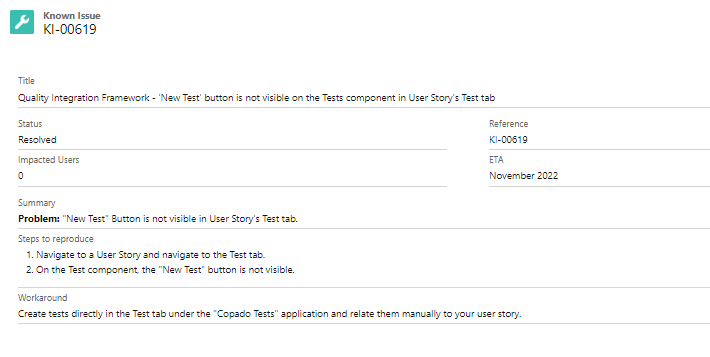 Known Issue
KI-00619
Title
Quality Integration Framework - 'New Test' button is not visible on the Tests component in User Story's Test tab
Status
Resolved
Reference
KI-00619
Impacted Users
0
ETA
November 2022
Summary
Problem: "New Test" Button is not visible in User Story's Test tab.
Steps to reproduce
1. Navigate to a User Story and navigate to the Test tab.
2. On the Test component, the "New Test" button is not visible.
Workaround
Create tests directly in the Test tab under the "Copado Tests" application and relate them manually to your user story.